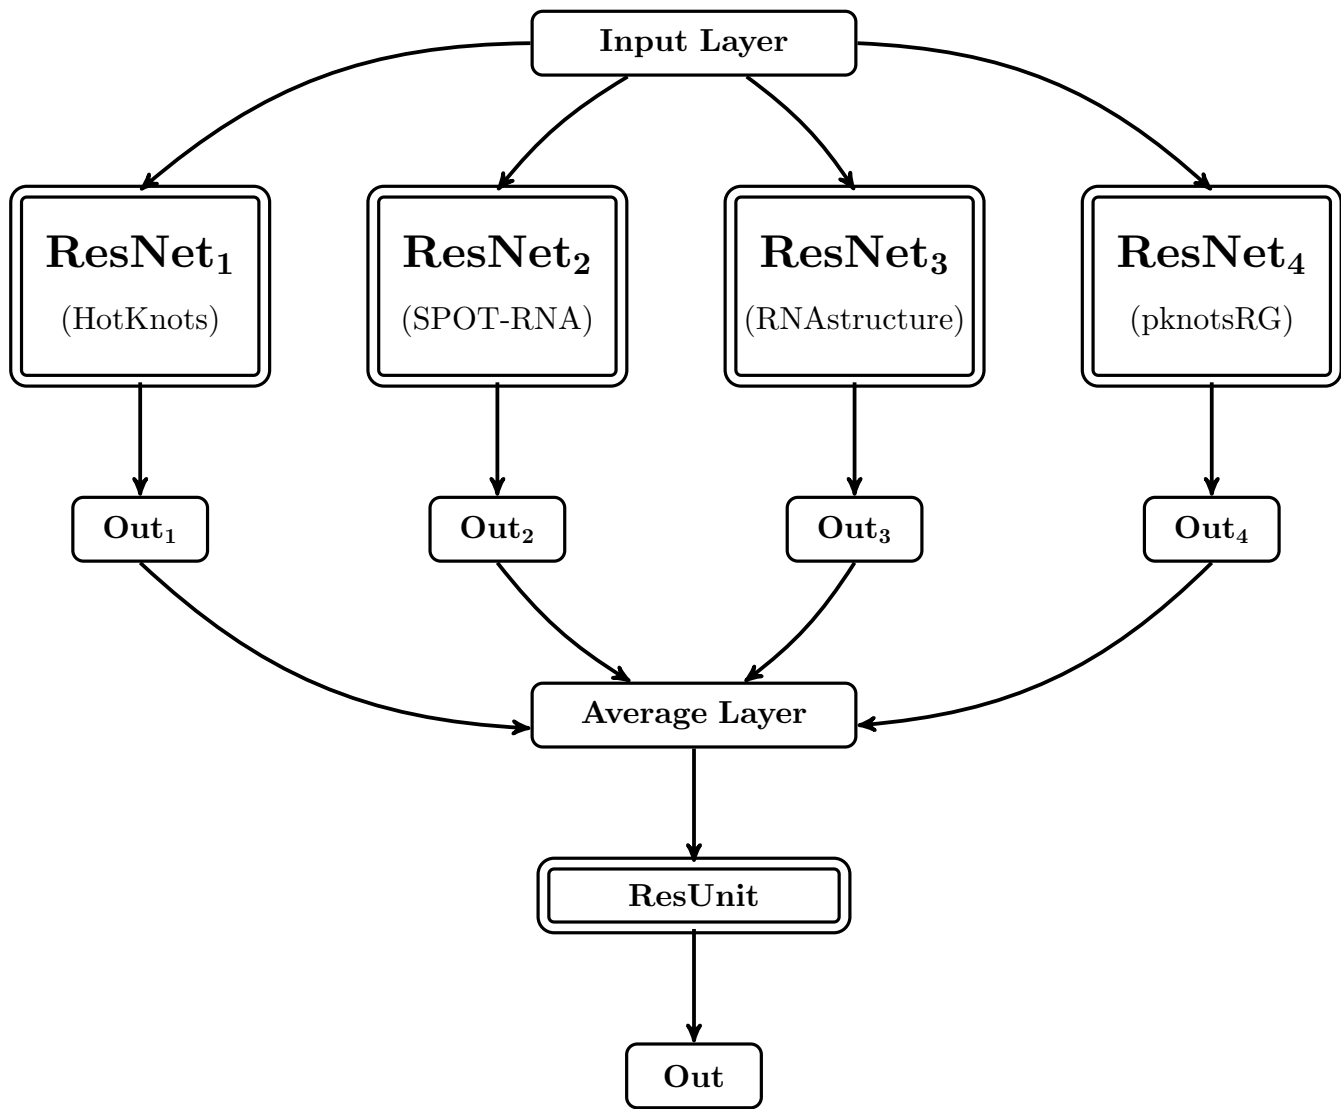 Input Layer
ResNet₁ ResNet₂ ResNet₃ ResNet₄
(HotKnots) (SPOT-RNA) (RNAstructure) (pknotsRG)
Out₁ Out₂ Out₃ Out₄
Average Layer
ResUnit
Out